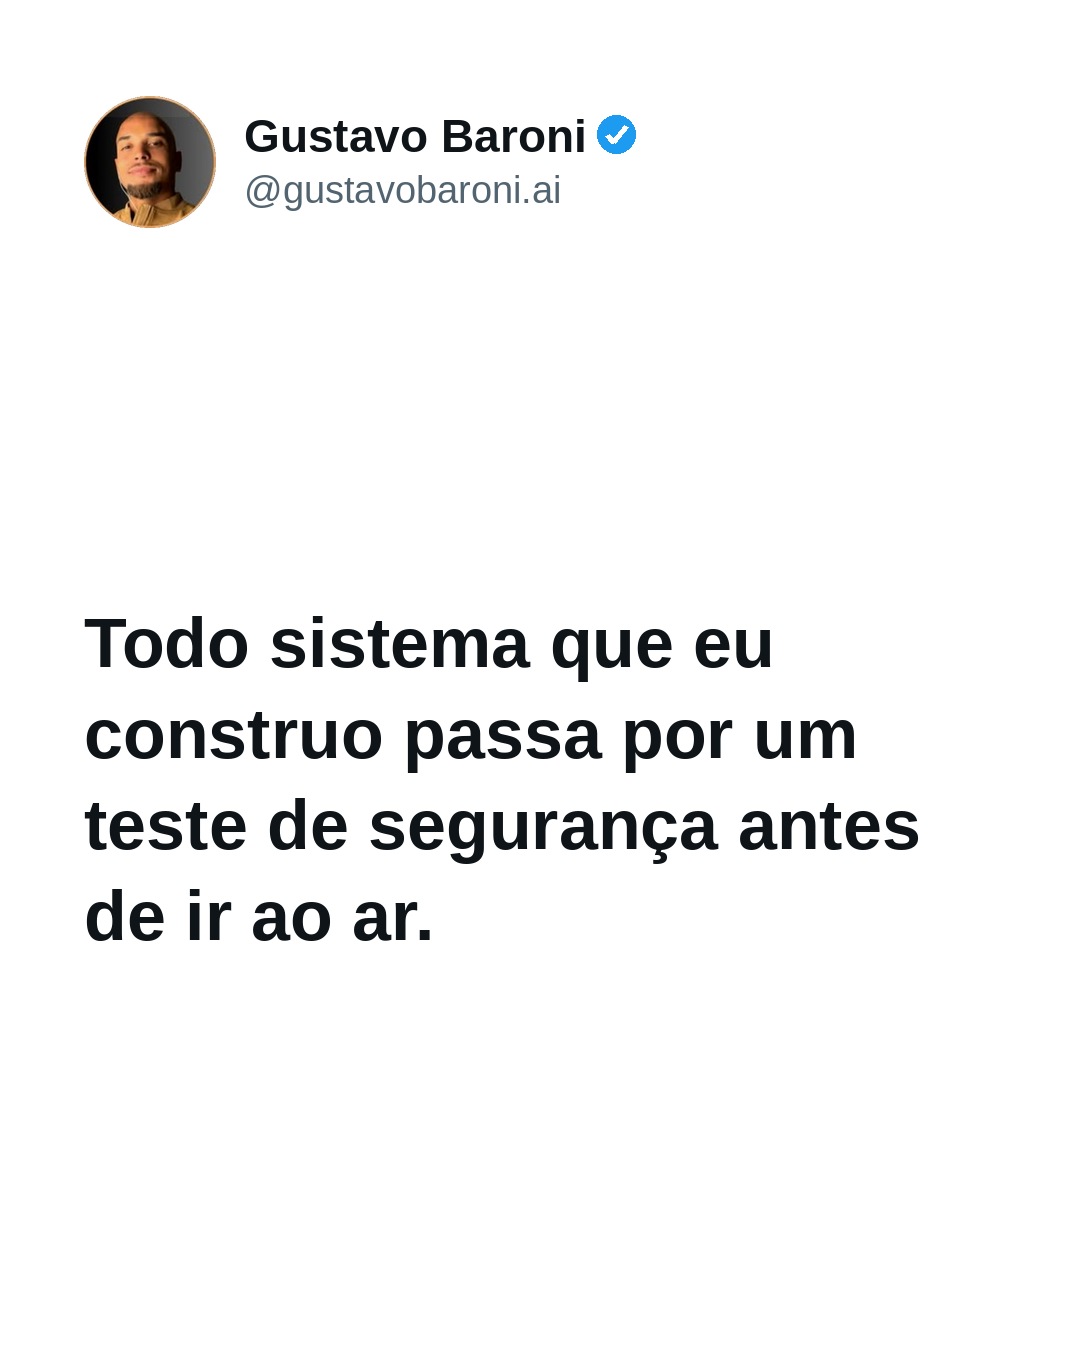 Gustavo Baroni
@gustavobaroni.ai
Todo sistema que eu
construo passa por um
teste de segurança antes
de ir ao ar.